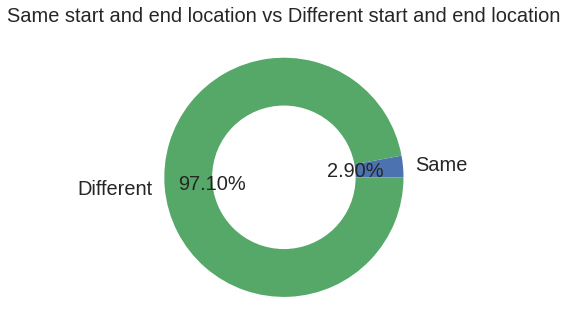 Same start and end location vs Different start and end location
2.90% Same
Different 97.10%